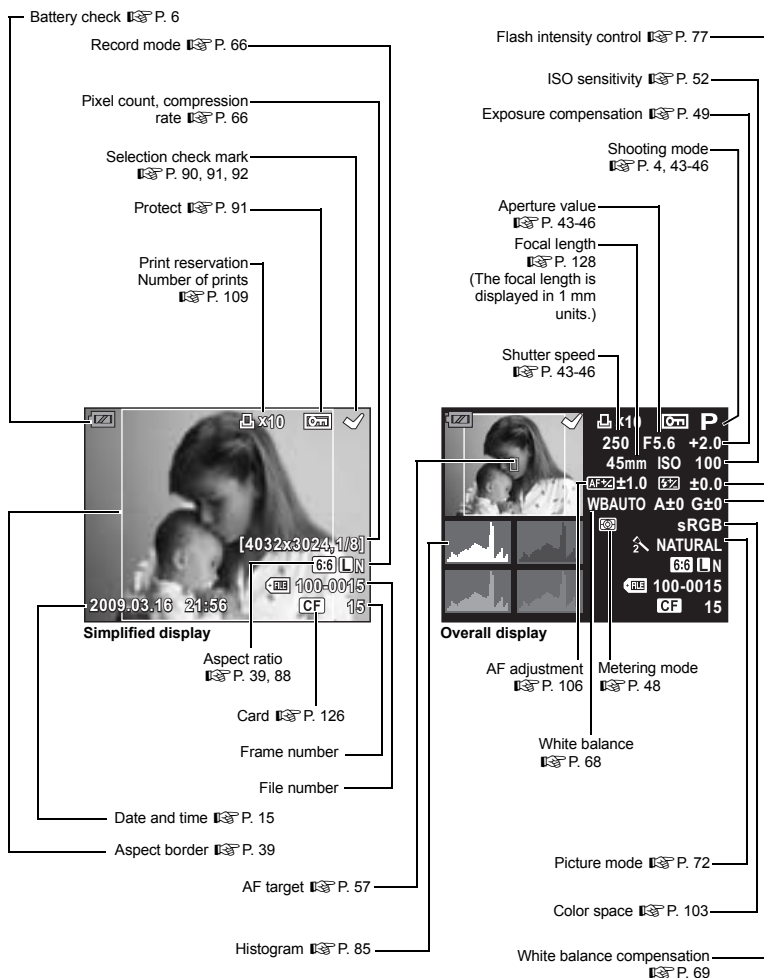 Battery check ☞ P. 6
Record mode ☞ P. 66
Pixel count, compression
rate ☞ P. 66
Selection check mark
☞ P. 90, 91, 92
Protect ☞ P. 91
Print reservation
Number of prints
☞ P. 109
x10
[4032x3024,1/8]
6:6 L N
FILE 100-0015
2009.03.16 21:56 CF 15
Simplified display
Aspect ratio
☞ P. 39, 88
Card ☞ P. 126
Frame number
File number
Date and time ☞ P. 15
Aspect border ☞ P. 39
AF target ☞ P. 57
Histogram ☞ P. 85
Flash intensity control ☞ P. 77
ISO sensitivity ☞ P. 52
Exposure compensation ☞ P. 49
Shooting mode
☞ P. 4, 43-46
Aperture value
☞ P. 43-46
Focal length
☞ P. 128
(The focal length is
displayed in 1 mm
units.)
Shutter speed
☞ P. 43-46
x10 P
250 F5.6 +2.0
45mm ISO 100
AF ±1.0 ±0.0
WBAUTO A±0 G±0
sRGB
2 NATURAL
6:6 L N
FILE 100-0015
CF 15
Overall display
AF adjustment
☞ P. 106
Metering mode
☞ P. 48
White balance
☞ P. 68
Picture mode ☞ P. 72
Color space ☞ P. 103
White balance compensation
☞ P. 69